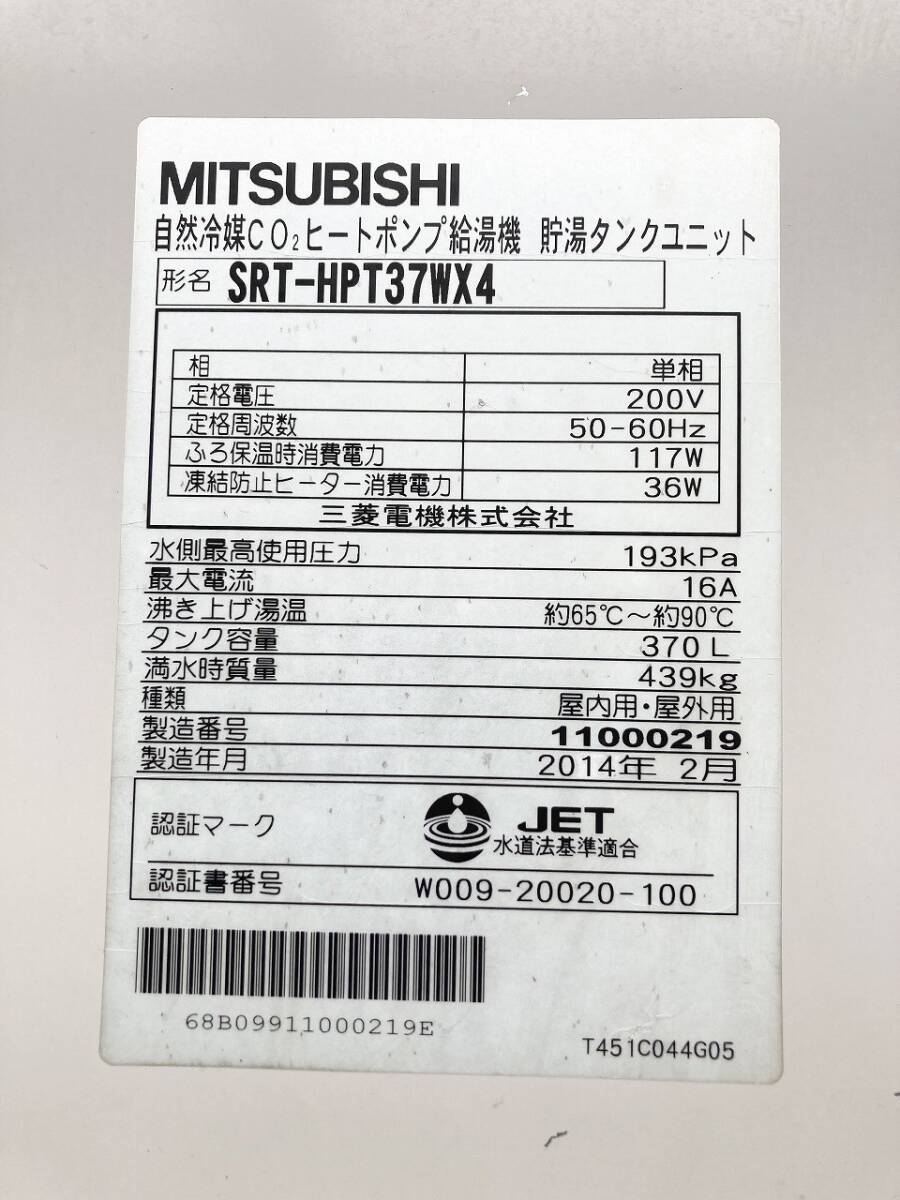 MITSUBISHI
自然冷媒CO₂ヒートポンプ給湯機 貯湯タンクユニット
形名 SRT-HPT37WX4
相 単相
定格電圧 200V
定格周波数 50-60Hz
ふろ保温時消費電力 117W
凍結防止ヒーター消費電力 36W
三菱電機株式会社
水側最高使用圧力 193kPa
最大電流 16A
沸き上げ湯温 約65℃～約90℃
タンク容量 370L
満水時質量 439kg
種類 屋内用・屋外用
製造番号 11000219
製造年月 2014年 2月
認証マーク JET
水道法基準適合
認証書番号 W009-20020-100
68B09911000219E
T451C044G05